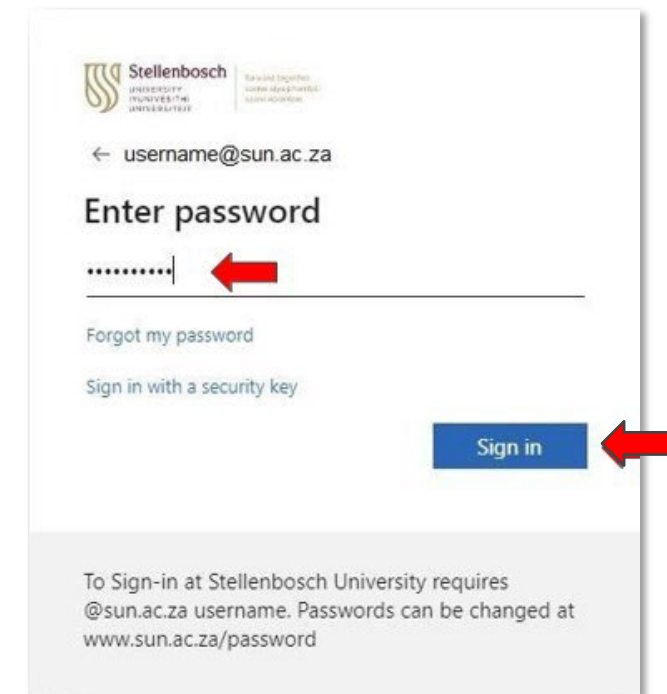 Stellenbosch
UNIVERSITY
IYUNIVESITHI
UNIVERSITEIT
← username@sun.ac.za
Enter password
••••••••••
Forgot my password
Sign in with a security key
Sign in
To Sign-in at Stellenbosch University requires
@sun.ac.za username. Passwords can be changed at
www.sun.ac.za/password